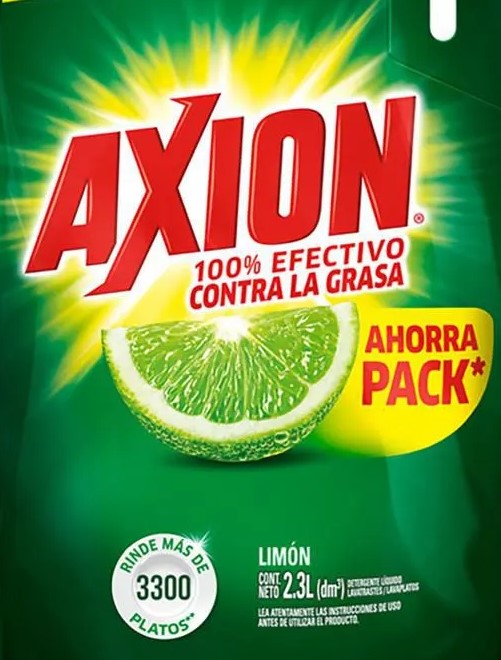 AXION®
100% EFECTIVO
CONTRA LA GRASA
AHORRA
PACK*
RINDE MÁS DE
3300
PLATOS**
LIMÓN
CONT. NETO 2.3L (dm³) DETERGENTE LÍQUIDO
LAVATRASTES / LAVAPLATOS
LEA ATENTAMENTE LAS INSTRUCCIONES DE USO
ANTES DE UTILIZAR EL PRODUCTO.